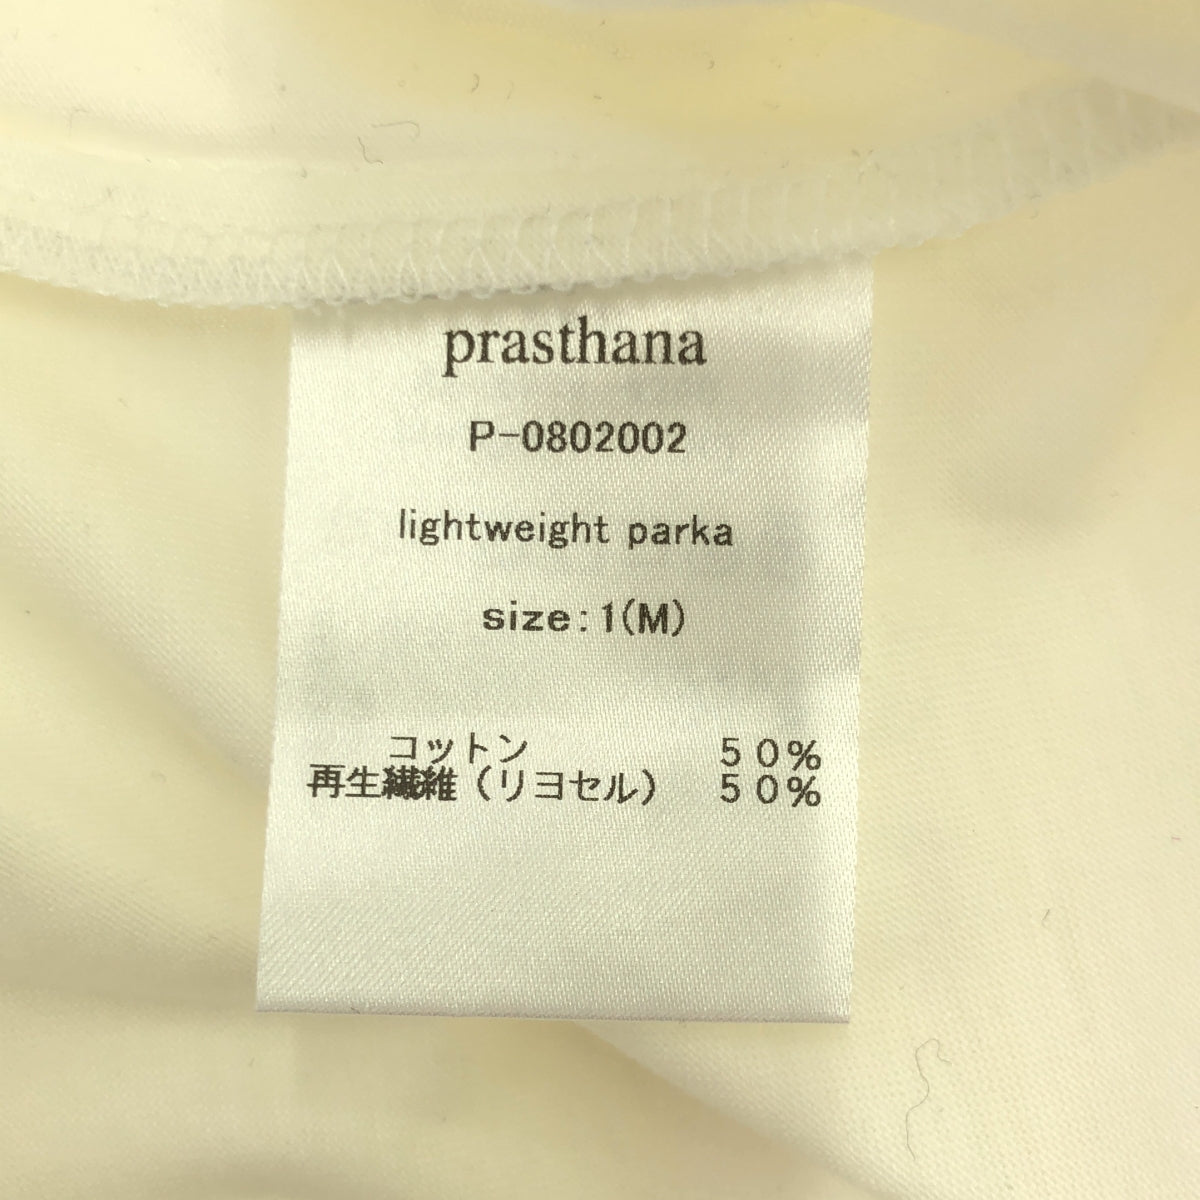 prasthana
P-0802002
lightweight parka
size:1(M)
コットン 50%
再生繊維（リヨセル） 50%